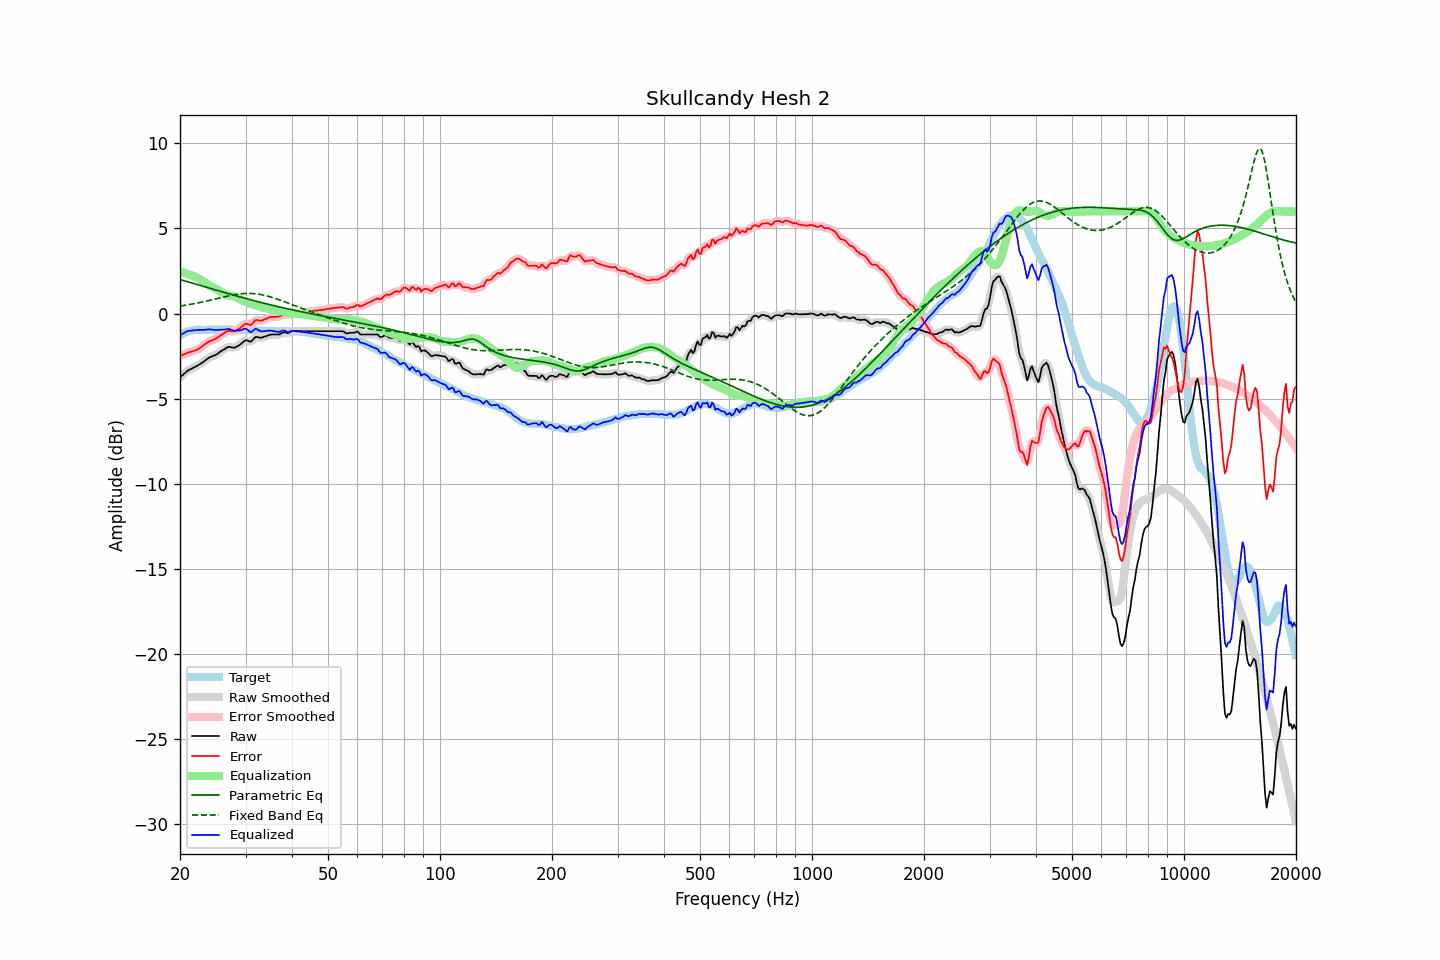 Skullcandy Hesh 2
Amplitude (dBr)
10
5
0
−5
−10
−15
−20
−25
−30
Target
Raw Smoothed
Error Smoothed
Raw
Error
Equalization
Parametric Eq
Fixed Band Eq
Equalized
20 50 100 200 500 1000 2000 5000 10000 20000
Frequency (Hz)